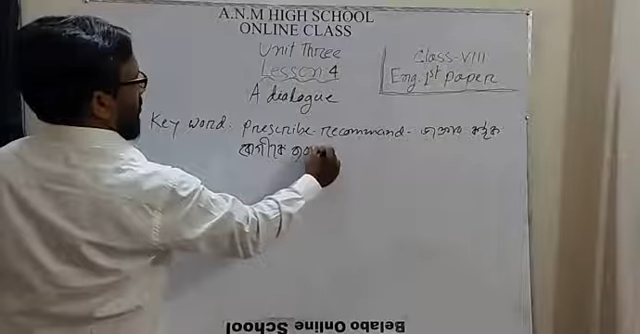 A.N.M HIGH SCHOOL
ONLINE CLASS
Unit Three
Lesson 4
A dialogue
Class-VIII
Eng. 1st paper
Key word. prescribe-recommand- ডাক্তার কর্তৃক
রোগীকে
Belabo Online School